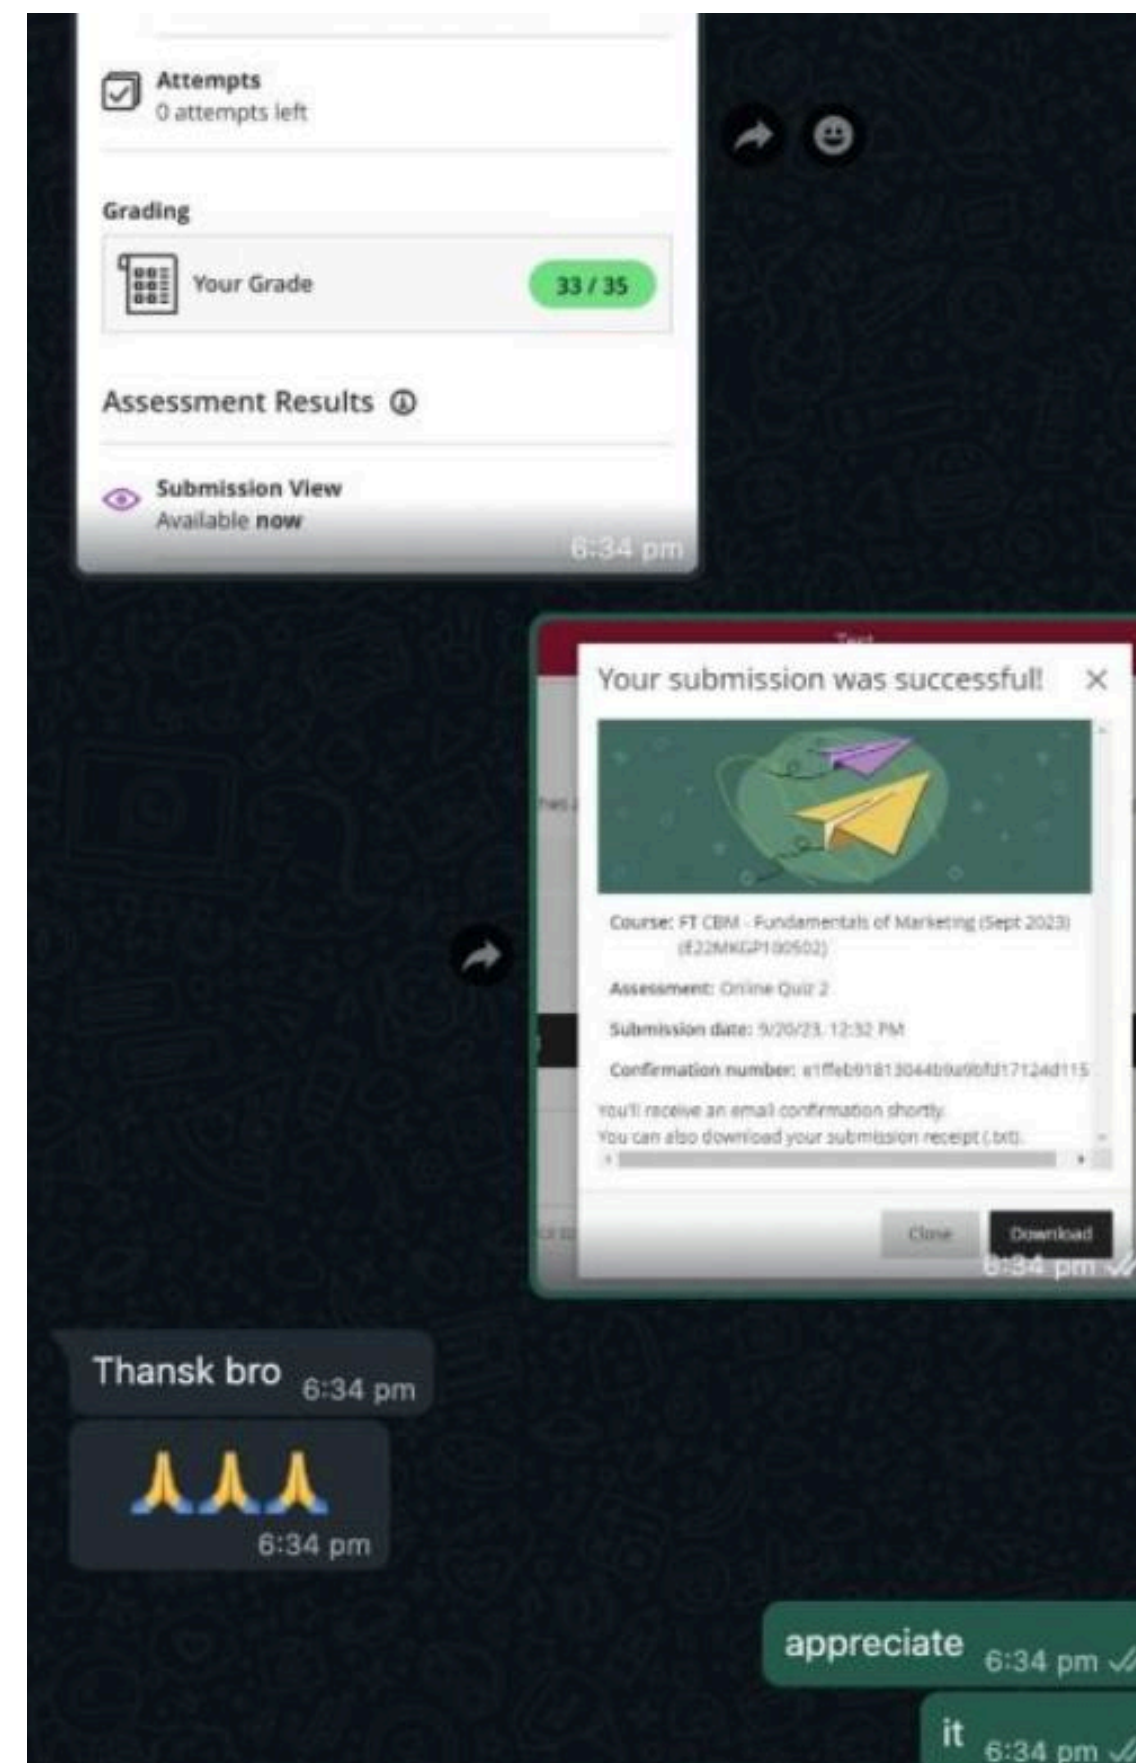 Attempts
0 attempts left
Grading
Your Grade
33 / 35
Assessment Results
Submission View
Available now
6:34 pm
Test
Your submission was successful!
Course: FT CBM - Fundamentals of Marketing (Sept 2023)
(E22MKGP100502)
Assessment: Online Quiz 2
Submission date: 9/20/23, 12:32 PM
Confirmation number:
You'll receive an email confirmation shortly.
You can also download your submission receipt (.txt).
Close
Download
6:34 pm
Thansk bro
6:34 pm
6:34 pm
appreciate
6:34 pm
it
6:34 pm